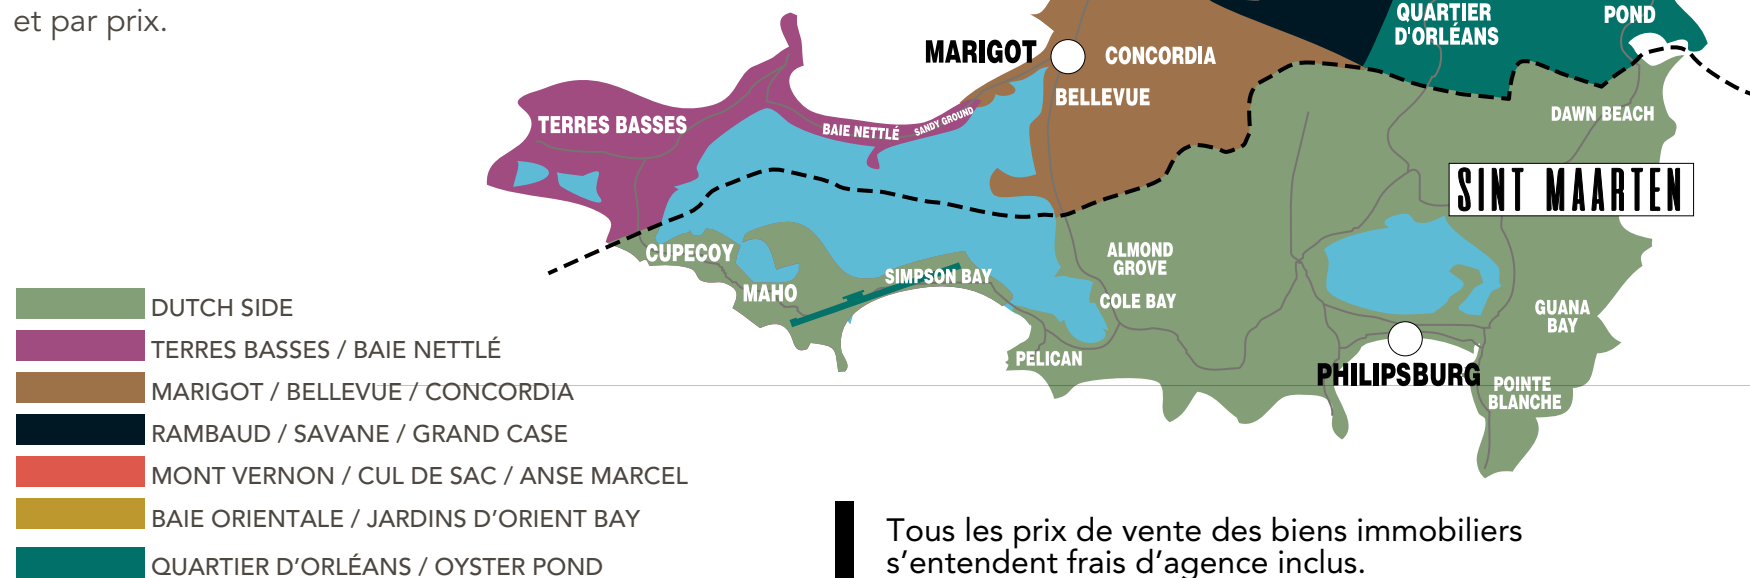 et par prix.
QUARTIER
D'ORLÉANS
POND
MARIGOT
CONCORDIA
BELLEVUE
DAWN BEACH
TERRES BASSES
BAIE NETTLÉ
SANDY GROUND
SINT MAARTEN
CUPECOY
MAHO
SIMPSON BAY
ALMOND
GROVE
COLE BAY
GUANA
BAY
PELICAN
PHILIPSBURG
POINTE
BLANCHE
DUTCH SIDE
TERRES BASSES / BAIE NETTLÉ
MARIGOT / BELLEVUE / CONCORDIA
RAMBAUD / SAVANE / GRAND CASE
MONT VERNON / CUL DE SAC / ANSE MARCEL
BAIE ORIENTALE / JARDINS D’ORIENT BAY
QUARTIER D’ORLÉANS / OYSTER POND
Tous les prix de vente des biens immobiliers
s’entendent frais d’agence inclus.